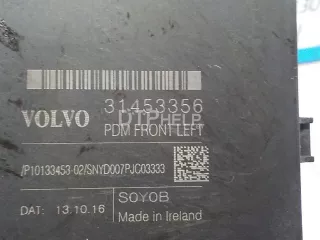 31453356
VOLVO
DTPHELP
PDM FRONT LEFT
/P10133453-02/SNYD007PJC03333
SOYOB
DAT: 13.10.16
Made in Ireland